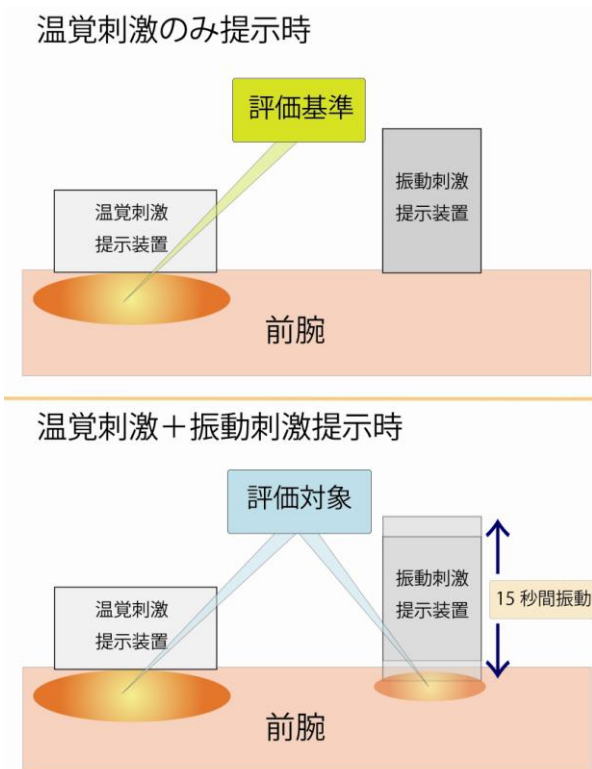 温覚刺激のみ提示時
評価基準
温覚刺激
提示装置
振動刺激
提示装置
前腕
温覚刺激＋振動刺激提示時
評価対象
温覚刺激
提示装置
振動刺激
提示装置
15 秒間振動
前腕